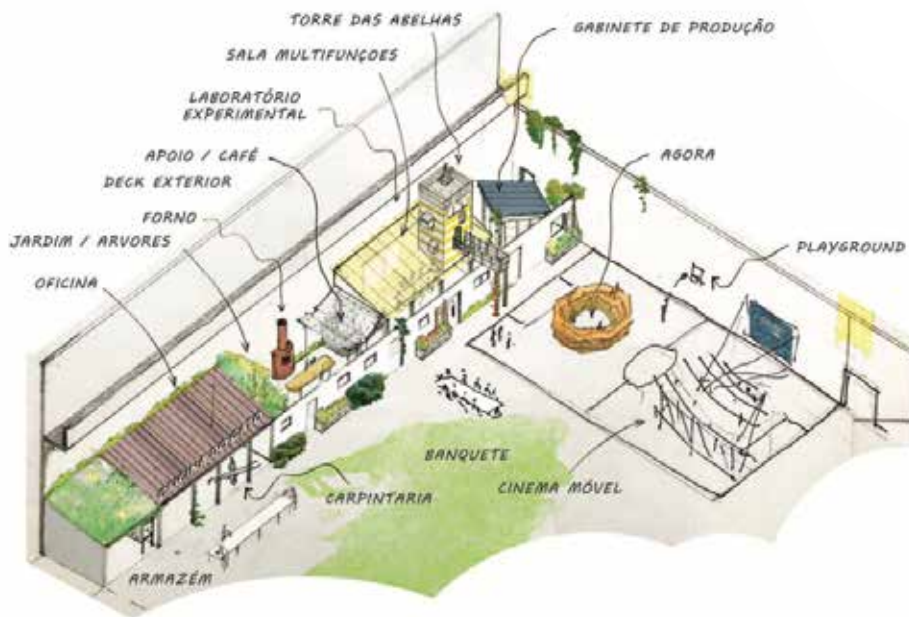 TORRE DAS ABELHAS
GABINETE DE PRODUÇÃO
SALA MULTIFUNÇOES
LABORATÓRIO
EXPERIMENTAL
APOIO / CAFÉ
DECK EXTERIOR
AGORA
FORNO
JARDIM / ARVORES
PLAYGROUND
OFICINA
BANQUETE
CINEMA MÓVEL
CARPINTARIA
ARMAZÉM